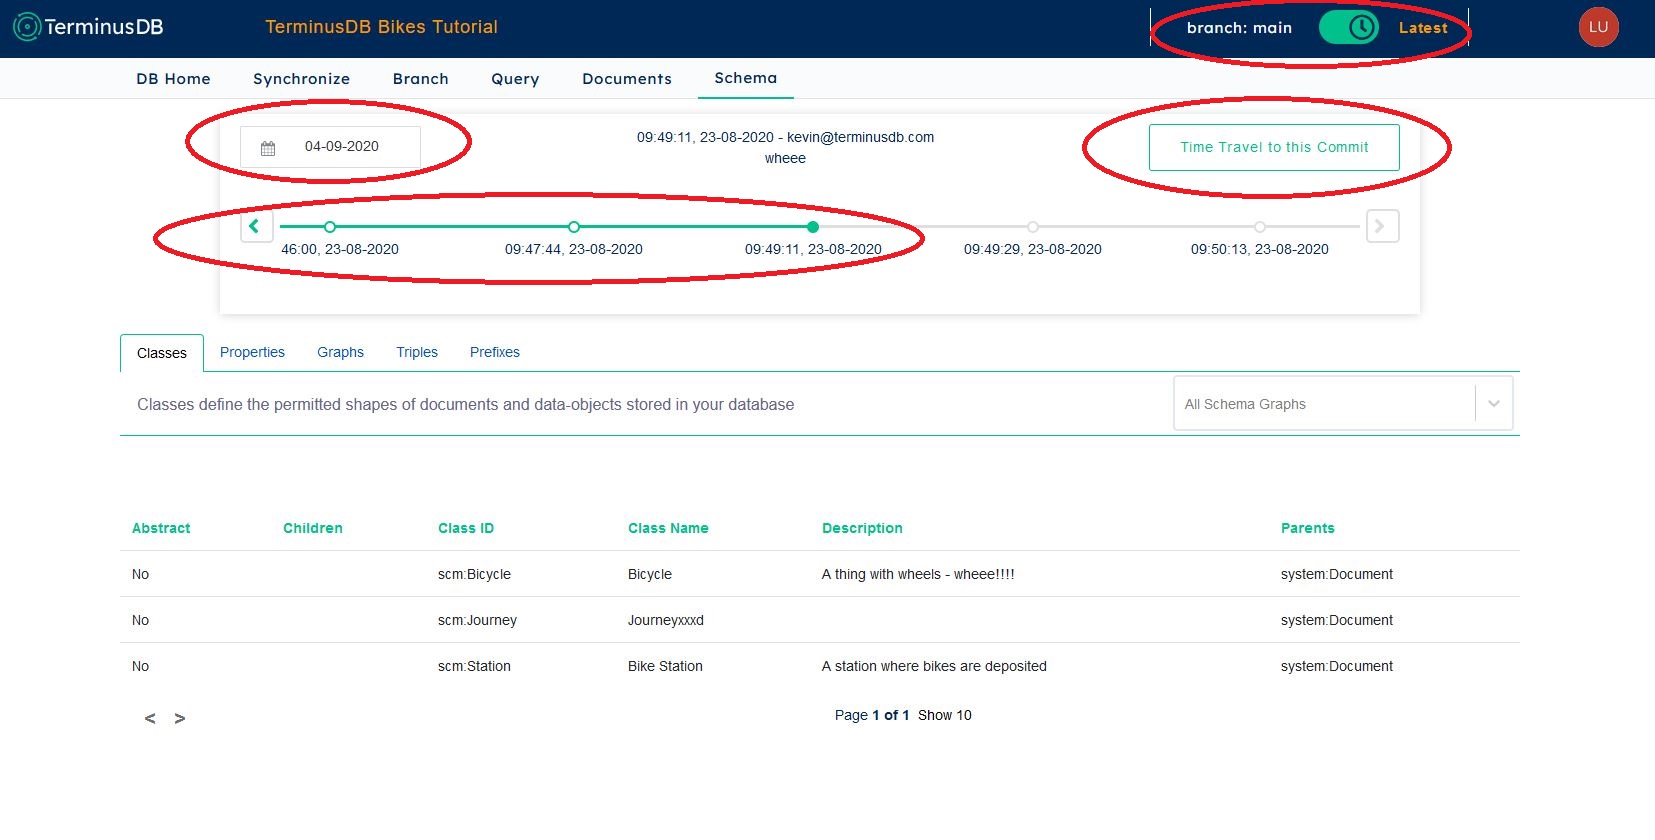 TerminusDB TerminusDB Bikes Tutorial branch: main Latest LU
DB Home Synchronize Branch Query Documents Schema
04-09-2020 09:49:11, 23-08-2020 - kevin@terminusdb.com Time Travel to this Commit
wheee
46:00, 23-08-2020 09:47:44, 23-08-2020 09:49:11, 23-08-2020 09:49:29, 23-08-2020 09:50:13, 23-08-2020
Classes Properties Graphs Triples Prefixes
Classes define the permitted shapes of documents and data-objects stored in your database All Schema Graphs
Abstract Children Class ID Class Name Description Parents
No scm:Bicycle Bicycle A thing with wheels - wheee!!!! system:Document
No scm:Journey Journeyxxxd system:Document
No scm:Station Bike Station A station where bikes are deposited system:Document
< > Page 1 of 1 Show 10